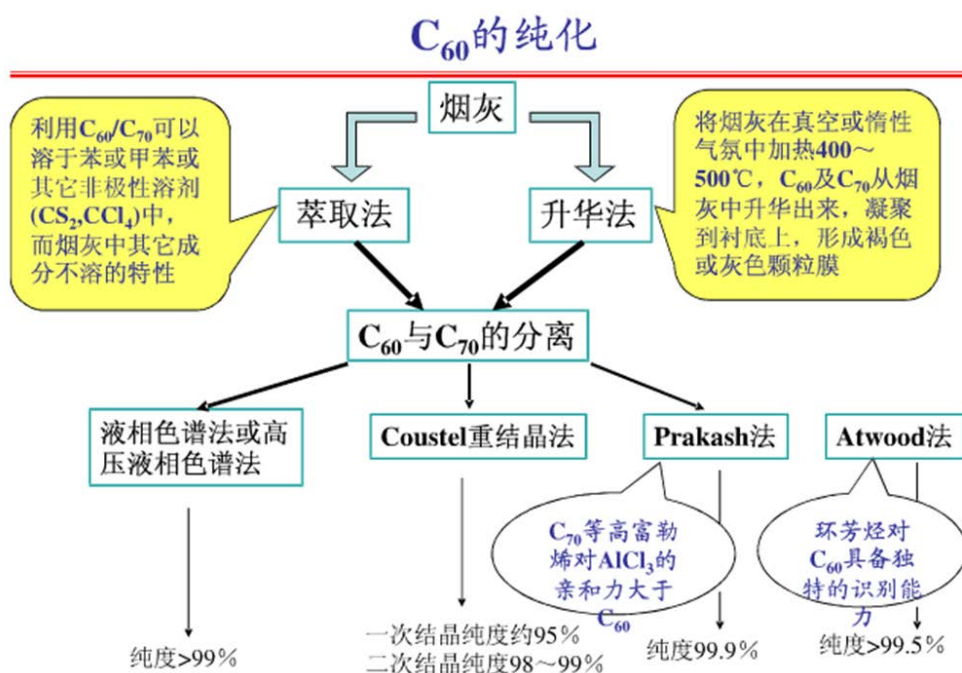 C₆₀的纯化
烟灰
利用C₆₀/C₇₀可以
溶于苯或甲苯或
其它非极性溶剂
(CS₂,CCl₄)中，
而烟灰中其它成
分不溶的特性
将烟灰在真空或惰性
气氛中加热400～
500℃，C₆₀及C₇₀从烟
灰中升华出来，凝聚
到衬底上，形成褐色
或灰色颗粒膜
萃取法
升华法
C₆₀与C₇₀的分离
液相色谱法或高
压液相色谱法
Coustel重结晶法
Prakash法
Atwood法
C₇₀等高富勒
烯对AlCl₃的
亲和力大于
C₆₀
环芳烃对
C₆₀具备独
特的识别能
力
纯度>99%
一次结晶纯度约95%
二次结晶纯度98～99%
纯度99.9%
纯度>99.5%